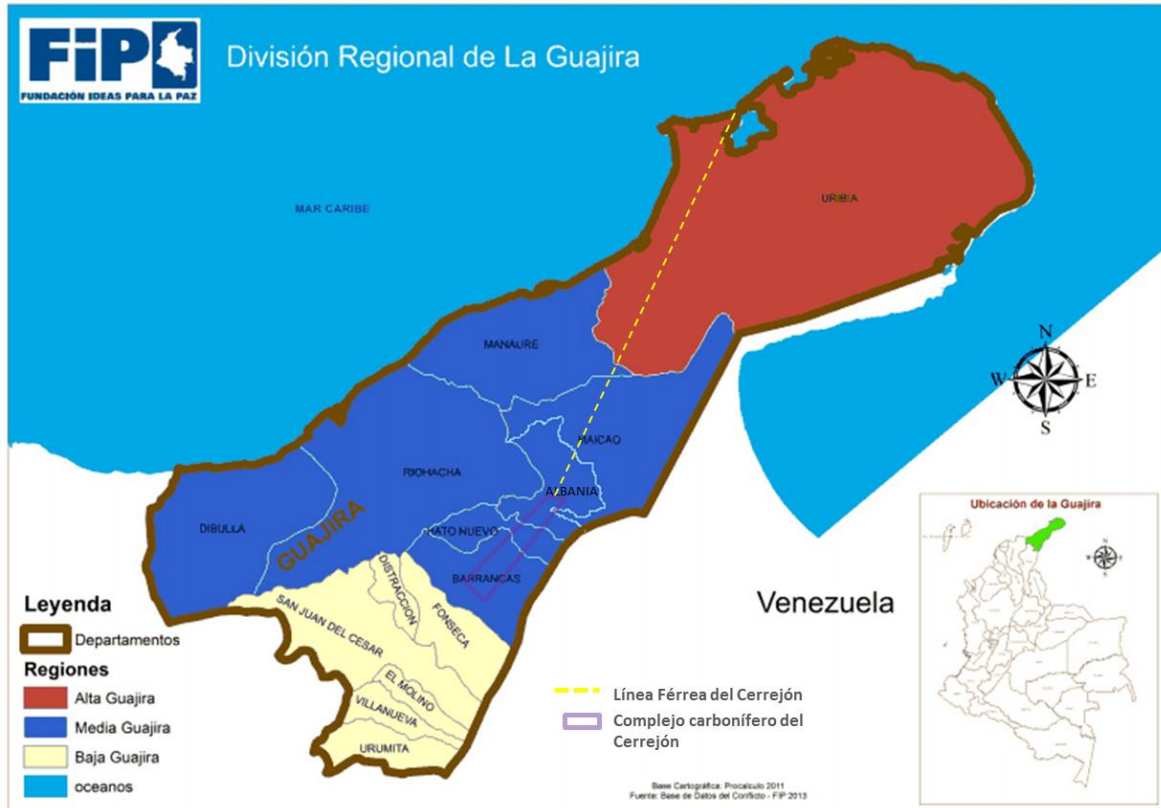 FiP
FUNDACIÓN IDEAS PARA LA PAZ
División Regional de La Guajira
MAR CARIBE
URIBIA
MANAURE
N
W E
S
MAICAO
RIOHACHA
ALBANIA
DIBULLA
GUAJIRA
HATO NUEVO
BARRANCAS
DISTRACCION
FONSECA
SAN JUAN DEL CESAR
EL MOLINO
VILLANUEVA
URUMITA
Venezuela
Leyenda
Departamentos
Regiones
Alta Guajira
Media Guajira
Baja Guajira
oceanos
Línea Férrea del Cerrejón
Complejo carbonífero del
Cerrejón
Base Cartográfica: Procalculo 2011
Fuente: Base de Datos del Conflicto - FIP 2013
Ubicación de la Guajira